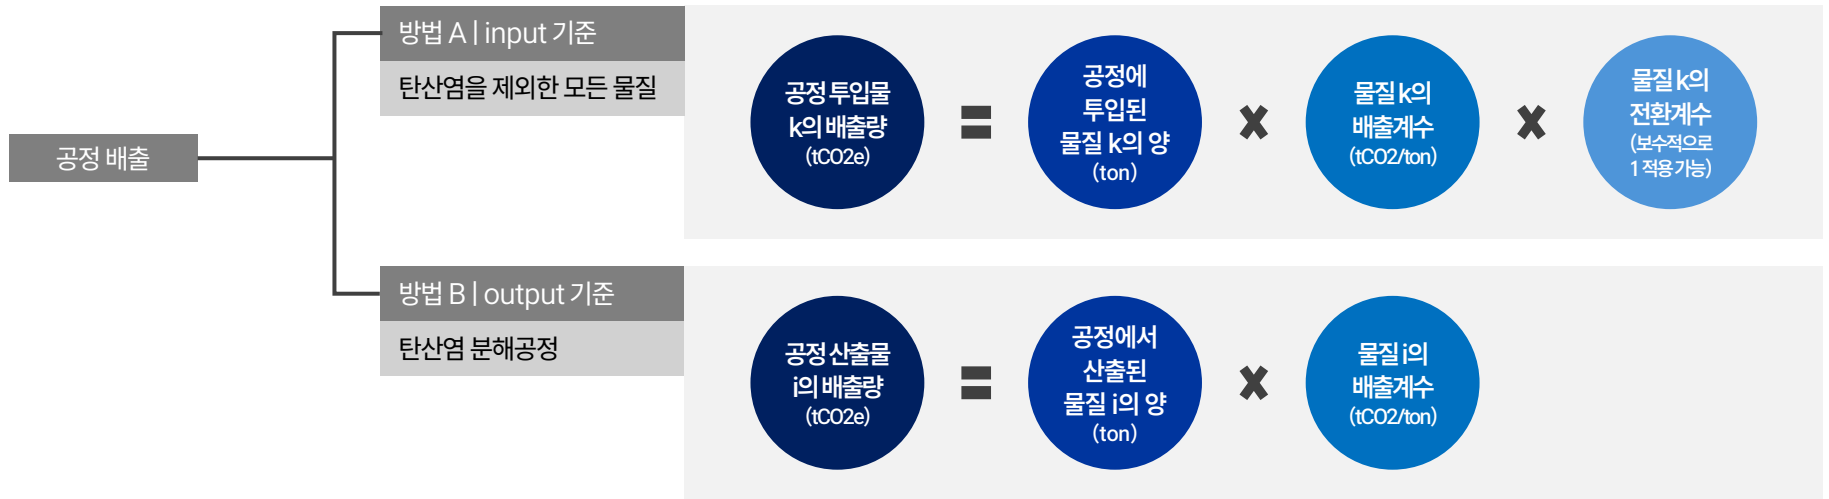 공정 배출
방법 A | input 기준
탄산염을 제외한 모든 물질
공정 투입물
k의 배출량
(tCO2e)
=
공정에
투입된
물질 k의 양
(ton)
×
물질 k의
배출계수
(tCO2/ton)
×
물질 k의
전환계수
(보수적으로
1 적용 가능)
방법 B | output 기준
탄산염 분해공정
공정 산출물
i의 배출량
(tCO2e)
=
공정에서
산출된
물질 i의 양
(ton)
×
물질 i의
배출계수
(tCO2/ton)